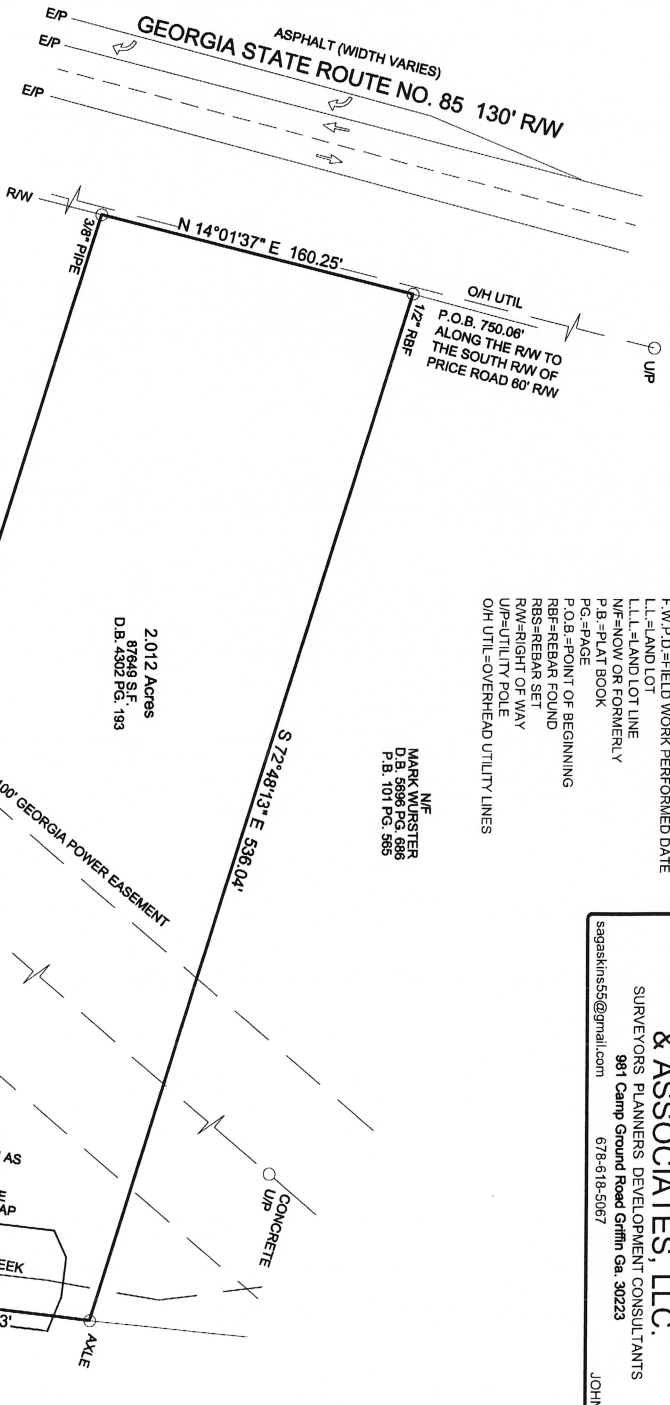 E/P
E/P
E/P
ASPHALT (WIDTH VARIES)
GEORGIA STATE ROUTE NO. 85 130' R/W
R/W
3/8" PIPE
N 14°01'37" E 160.25'
O/H UTIL
U/P
1/2" RBF
P.O.B. 750.06'
ALONG THE R/W TO
THE SOUTH R/W OF
PRICE ROAD 60' R/W
F.W.P.D.=FIELD WORK PERFORMED DATE
L.L.=LAND LOT
L.L.L.=LAND LOT LINE
N/F=NOW OR FORMERLY
P.B.=PLAT BOOK
PG.=PAGE
P.O.B.=POINT OF BEGINNING
RBF=REBAR FOUND
RBS=REBAR SET
R/W=RIGHT OF WAY
U/P=UTILITY POLE
O/H UTIL=OVERHEAD UTILITY LINES
2.012 Acres
87649 S.F.
D.B. 4302 PG. 193
S 72°48'13" E 536.04'
N/F
MARK WURSTER
D.B. 5696 PG. 686
P.B. 101 PG. 565
100' GEORGIA POWER EASEMENT
& ASSOCIATES, LLC.
SURVEYORS PLANNERS DEVELOPMENT CONSULTANTS
981 Camp Ground Road Griffin Ga. 30223
sagaskins55@gmail.com 678-618-5067
JOHN
CONCRETE
U/P
AS
AP
EEK
3'
AXLE